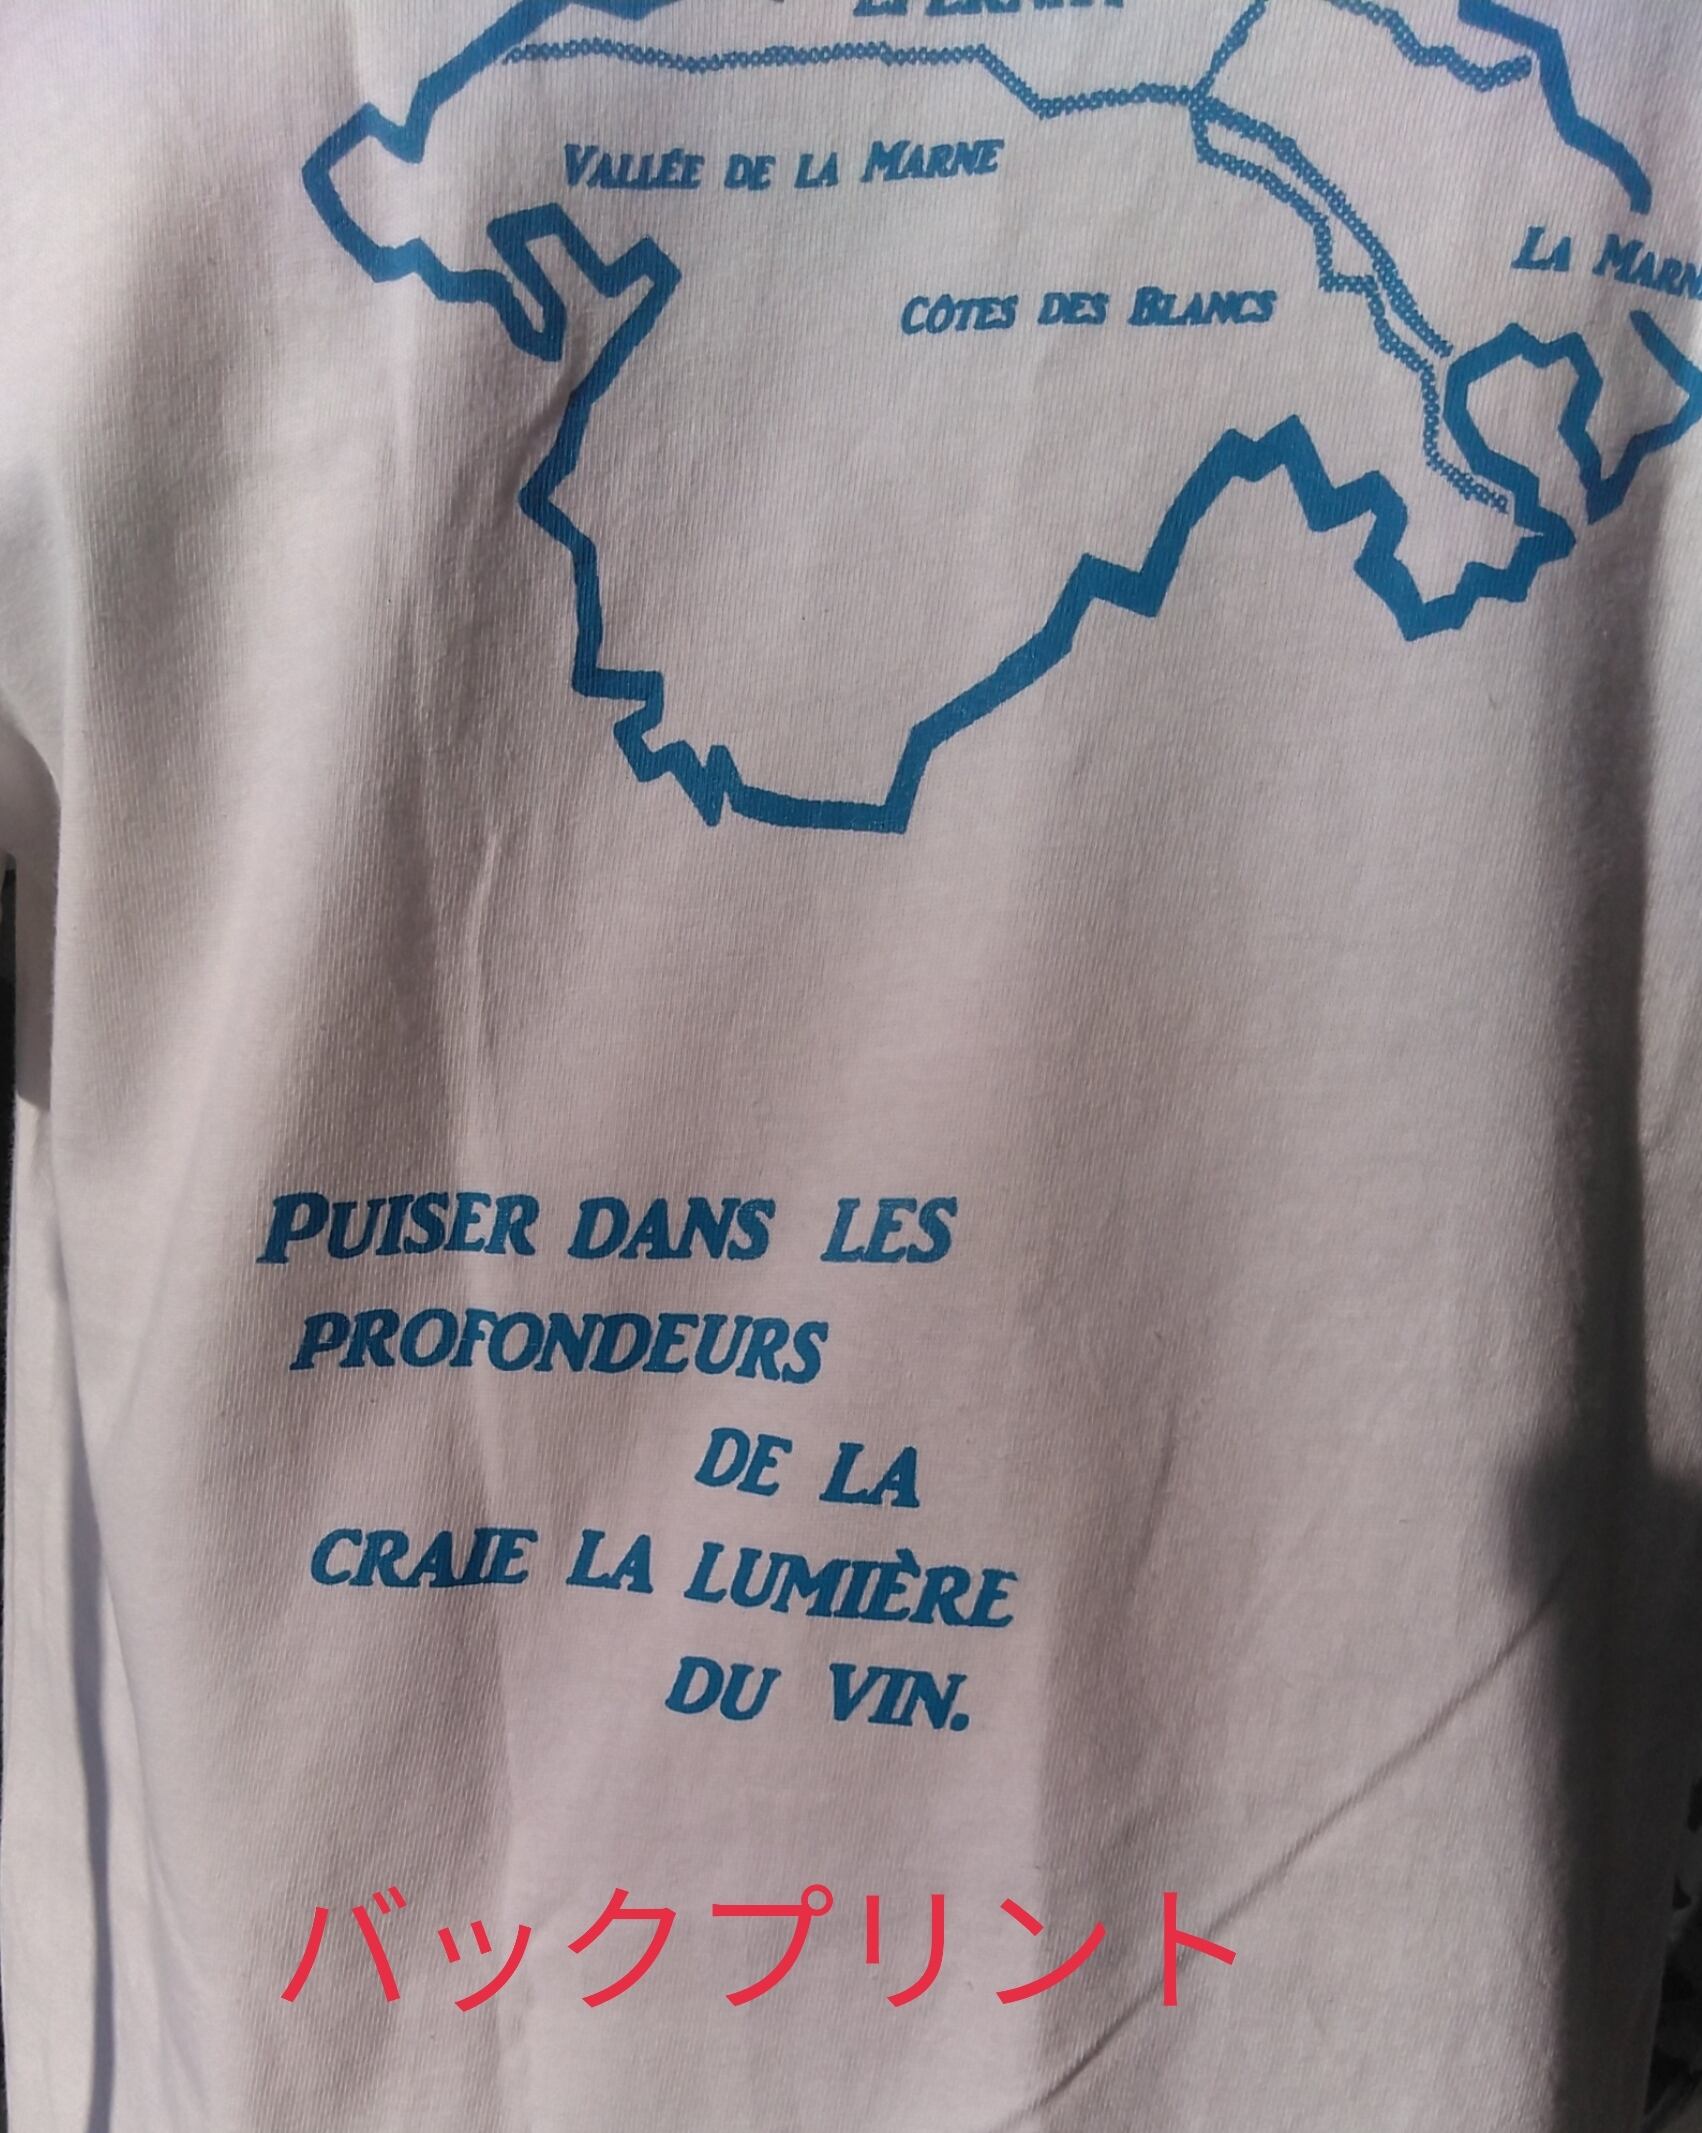 VALLÉE DE LA MARNE
LA
CÔTES DES BLANCS
PUISER DANS LES
PROFONDEURS
DE LA
CRAIE LA LUMIÈRE
DU VIN.
バックプリント